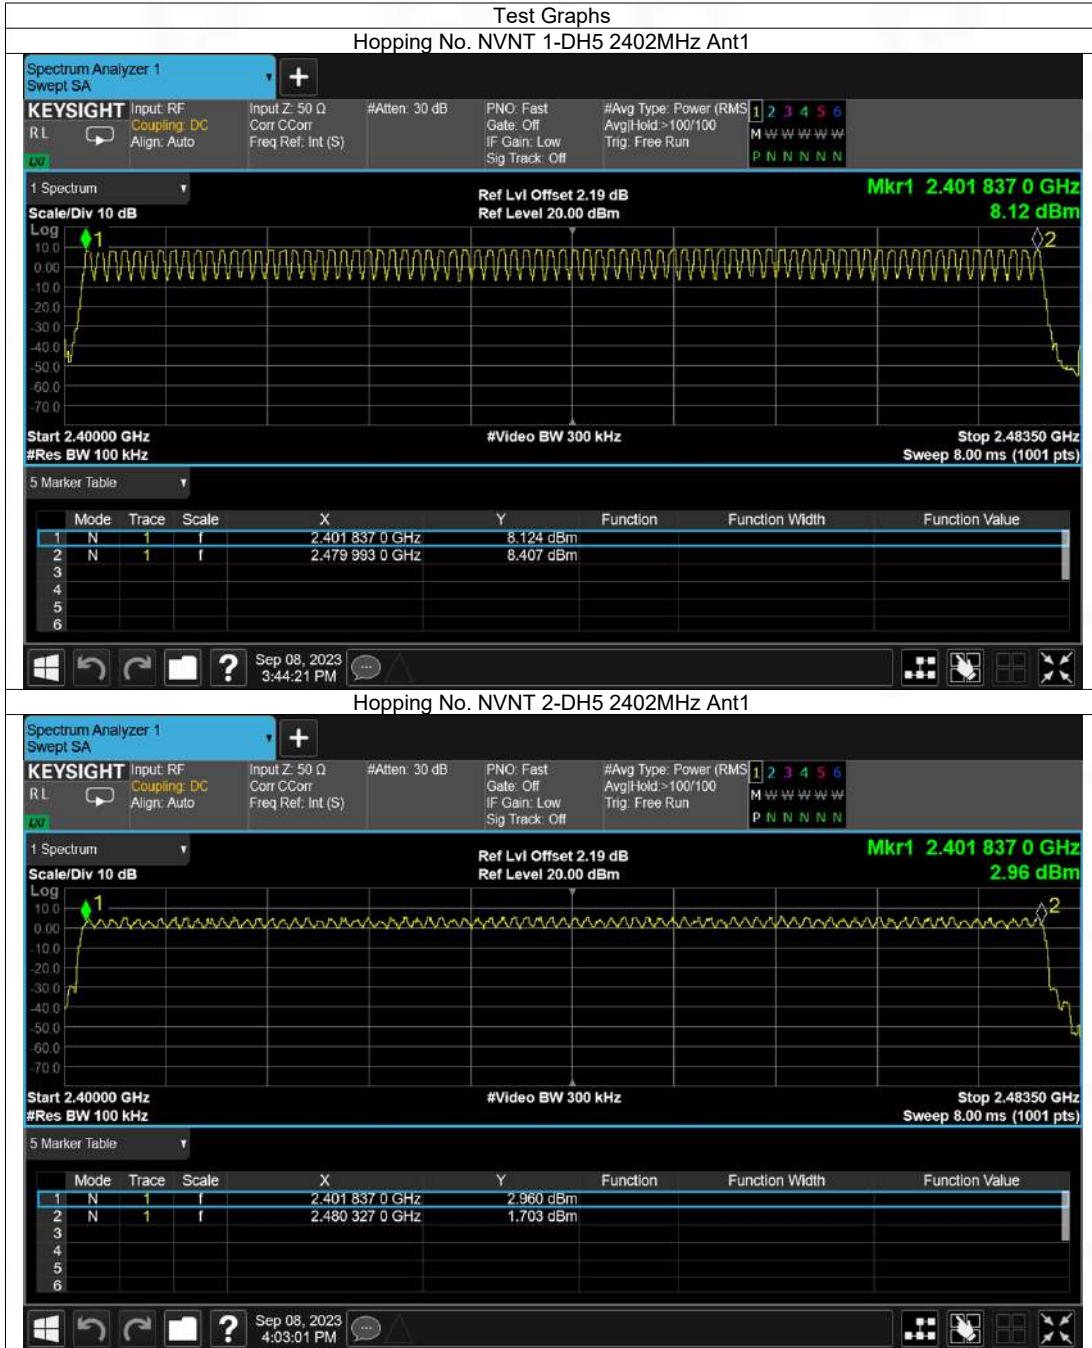 Test Graphs
Hopping No. NVNT 1-DH5 2402MHz Ant1
Spectrum Analyzer 1
Swept SA
+
KEYSIGHT Input: RF Input Z: 50 Ω #Atten: 30 dB PNO: Fast #Avg Type: Power (RMS 1 2 3 4 5 6
RL Coupling: DC Corr CCorr Gate: Off Avg|Hold:>100/100 M W W W W W
Align: Auto Freq Ref: Int (S) IF Gain: Low Trig: Free Run
LXI Sig Track: Off P N N N N N
1 Spectrum Ref Lvl Offset 2.19 dB Mkr1 2.401 837 0 GHz
Scale/Div 10 dB Ref Level 20.00 dBm 8.12 dBm
Log
1 2
10.0
0.00
-10.0
-20.0
-30.0
-40.0
-50.0
-60.0
-70.0
Start 2.40000 GHz #Video BW 300 kHz Stop 2.48350 GHz
#Res BW 100 kHz Sweep 8.00 ms (1001 pts)
5 Marker Table
Mode Trace Scale X Y Function Function Width Function Value
1 N 1 f 2.401 837 0 GHz 8.124 dBm
2 N 1 f 2.479 993 0 GHz 8.407 dBm
3
4
5
6
? Sep 08, 2023
3:44:21 PM
Hopping No. NVNT 2-DH5 2402MHz Ant1
Spectrum Analyzer 1
Swept SA
+
KEYSIGHT Input: RF Input Z: 50 Ω #Atten: 30 dB PNO: Fast #Avg Type: Power (RMS 1 2 3 4 5 6
RL Coupling: DC Corr CCorr Gate: Off Avg|Hold:>100/100 M W W W W W
Align: Auto Freq Ref: Int (S) IF Gain: Low Trig: Free Run
LXI Sig Track: Off P N N N N N
1 Spectrum Ref Lvl Offset 2.19 dB Mkr1 2.401 837 0 GHz
Scale/Div 10 dB Ref Level 20.00 dBm 2.96 dBm
Log
1 2
10.0
0.00
-10.0
-20.0
-30.0
-40.0
-50.0
-60.0
-70.0
Start 2.40000 GHz #Video BW 300 kHz Stop 2.48350 GHz
#Res BW 100 kHz Sweep 8.00 ms (1001 pts)
5 Marker Table
Mode Trace Scale X Y Function Function Width Function Value
1 N 1 f 2.401 837 0 GHz 2.960 dBm
2 N 1 f 2.480 327 0 GHz 1.703 dBm
3
4
5
6
? Sep 08, 2023
4:03:01 PM